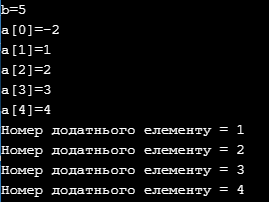 b=5
a[0]=-2
a[1]=1
a[2]=2
a[3]=3
a[4]=4
Номер додатнього елементу = 1
Номер додатнього елементу = 2
Номер додатнього елементу = 3
Номер додатнього елементу = 4